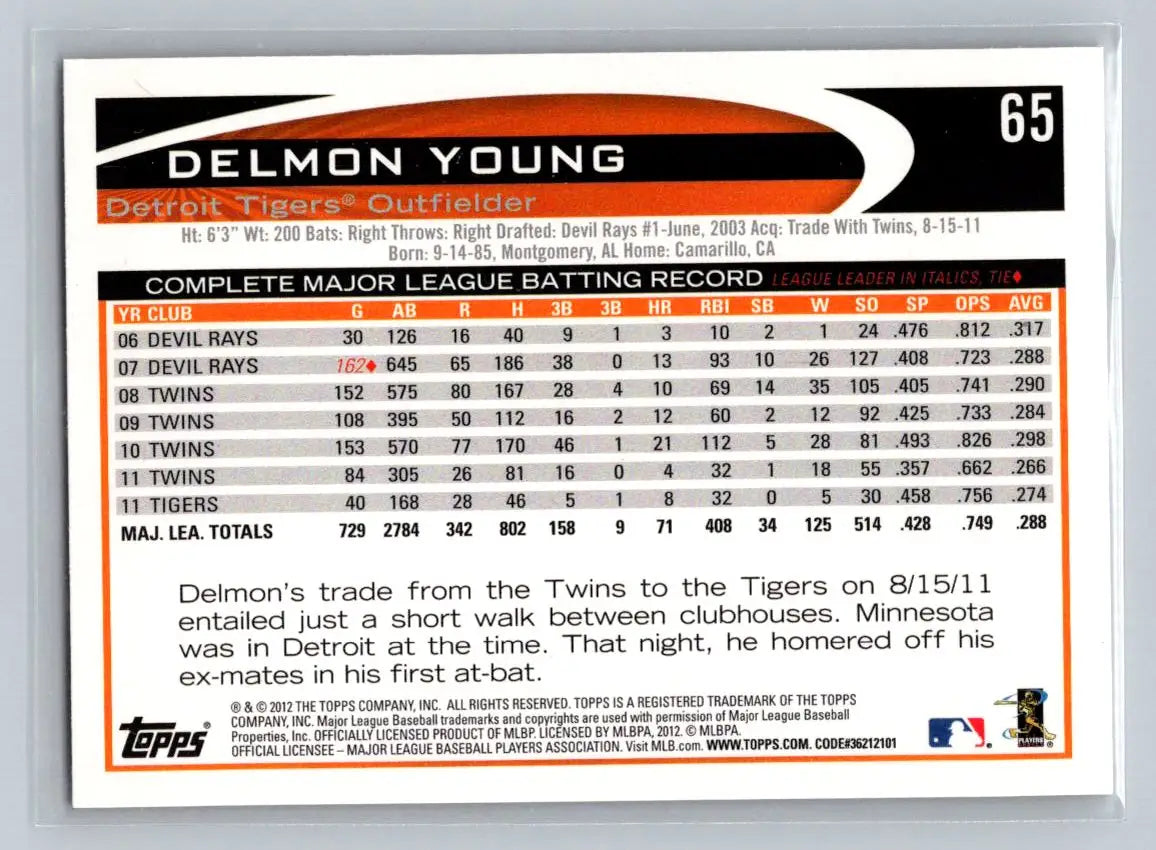 65
DELMON YOUNG
Detroit Tigers® Outfielder
Ht: 6'3" Wt: 200 Bats: Right Throws: Right Drafted: Devil Rays #1-June, 2003 Acq: Trade With Twins, 8-15-11
Born: 9-14-85, Montgomery, AL Home: Camarillo, CA
COMPLETE MAJOR LEAGUE BATTING RECORD LEAGUE LEADER IN ITALICS, TIE♦
YR CLUB G AB R H 3B 3B HR RBI SB W SO SP OPS AVG
06 DEVIL RAYS 30 126 16 40 9 1 3 10 2 1 24 .476 .812 .317
07 DEVIL RAYS 162♦ 645 65 186 38 0 13 93 10 26 127 .408 .723 .288
08 TWINS 152 575 80 167 28 4 10 69 14 35 105 .405 .741 .290
09 TWINS 108 395 50 112 16 2 12 60 2 12 92 .425 .733 .284
10 TWINS 153 570 77 170 46 1 21 112 5 28 81 .493 .826 .298
11 TWINS 84 305 26 81 16 0 4 32 1 18 55 .357 .662 .266
11 TIGERS 40 168 28 46 5 1 8 32 0 5 30 .458 .756 .274
MAJ. LEA. TOTALS 729 2784 342 802 158 9 71 408 34 125 514 .428 .749 .288
Delmon's trade from the Twins to the Tigers on 8/15/11
entailed just a short walk between clubhouses. Minnesota
was in Detroit at the time. That night, he homered off his
ex-mates in his first at-bat.
Topps®
® & © 2012 THE TOPPS COMPANY, INC. ALL RIGHTS RESERVED. TOPPS IS A REGISTERED TRADEMARK OF THE TOPPS
COMPANY, INC. Major League Baseball trademarks and copyrights are used with permission of Major League Baseball
Properties, Inc. OFFICIALLY LICENSED PRODUCT OF MLBP. LICENSED BY MLBPA, 2012. © MLBPA.
OFFICIAL LICENSEE – MAJOR LEAGUE BASEBALL PLAYERS ASSOCIATION. Visit MLB.com. WWW.TOPPS.COM. CODE#36212101
PLAYERS